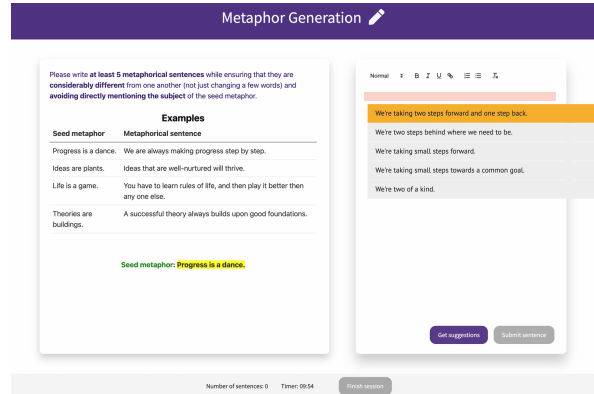 Metaphor Generation
Please write at least 5 metaphorical sentences while ensuring that they are
considerably different from one another (not just changing a few words) and
avoiding directly mentioning the subject of the seed metaphor.
Examples
Seed metaphor Metaphorical sentence
Progress is a dance. We are always making progress step by step.
Ideas are plants. Ideas that are well-nurtured will thrive.
Life is a game. You have to learn rules of life, and then play it better then
any one else.
Theories are A successful theory always builds upon good foundations.
buildings.
Seed metaphor: Progress is a dance.
Normal B I U
We're taking two steps forward and one step back.
We're two steps behind where we need to be.
We're taking small steps forward.
We're taking small steps towards a common goal.
We're two of a kind.
Get suggestions Submit sentence
Number of sentences: 0 Timer: 09:54 Finish session